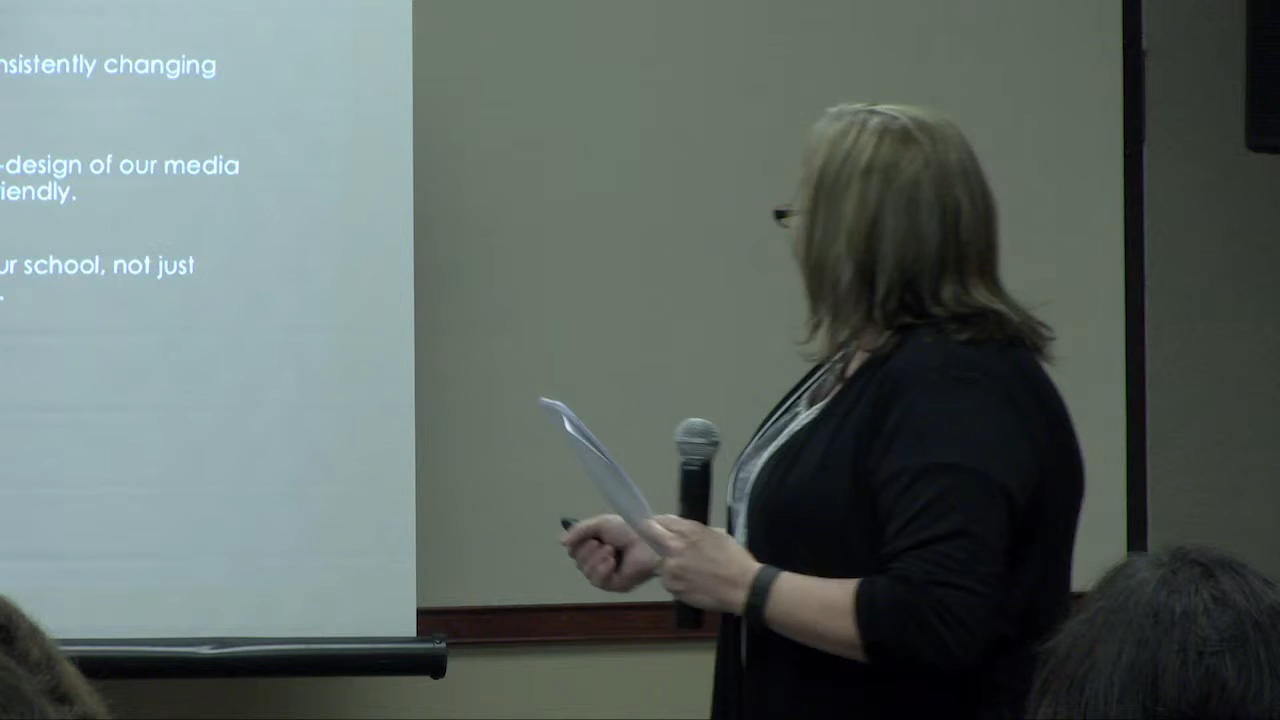 nsistently changing
-design of our media
iendly.
ur school, not just
.